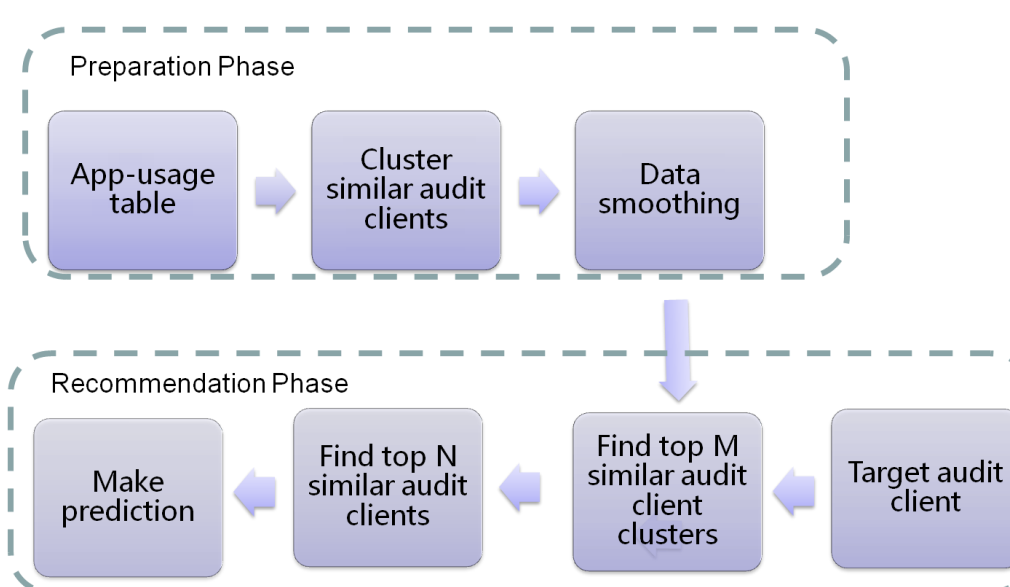 Preparation Phase
App-usage
table
Cluster
similar audit
clients
Data
smoothing
Recommendation Phase
Make
prediction
Find top N
similar audit
clients
Find top M
similar audit
client
clusters
Target audit
client